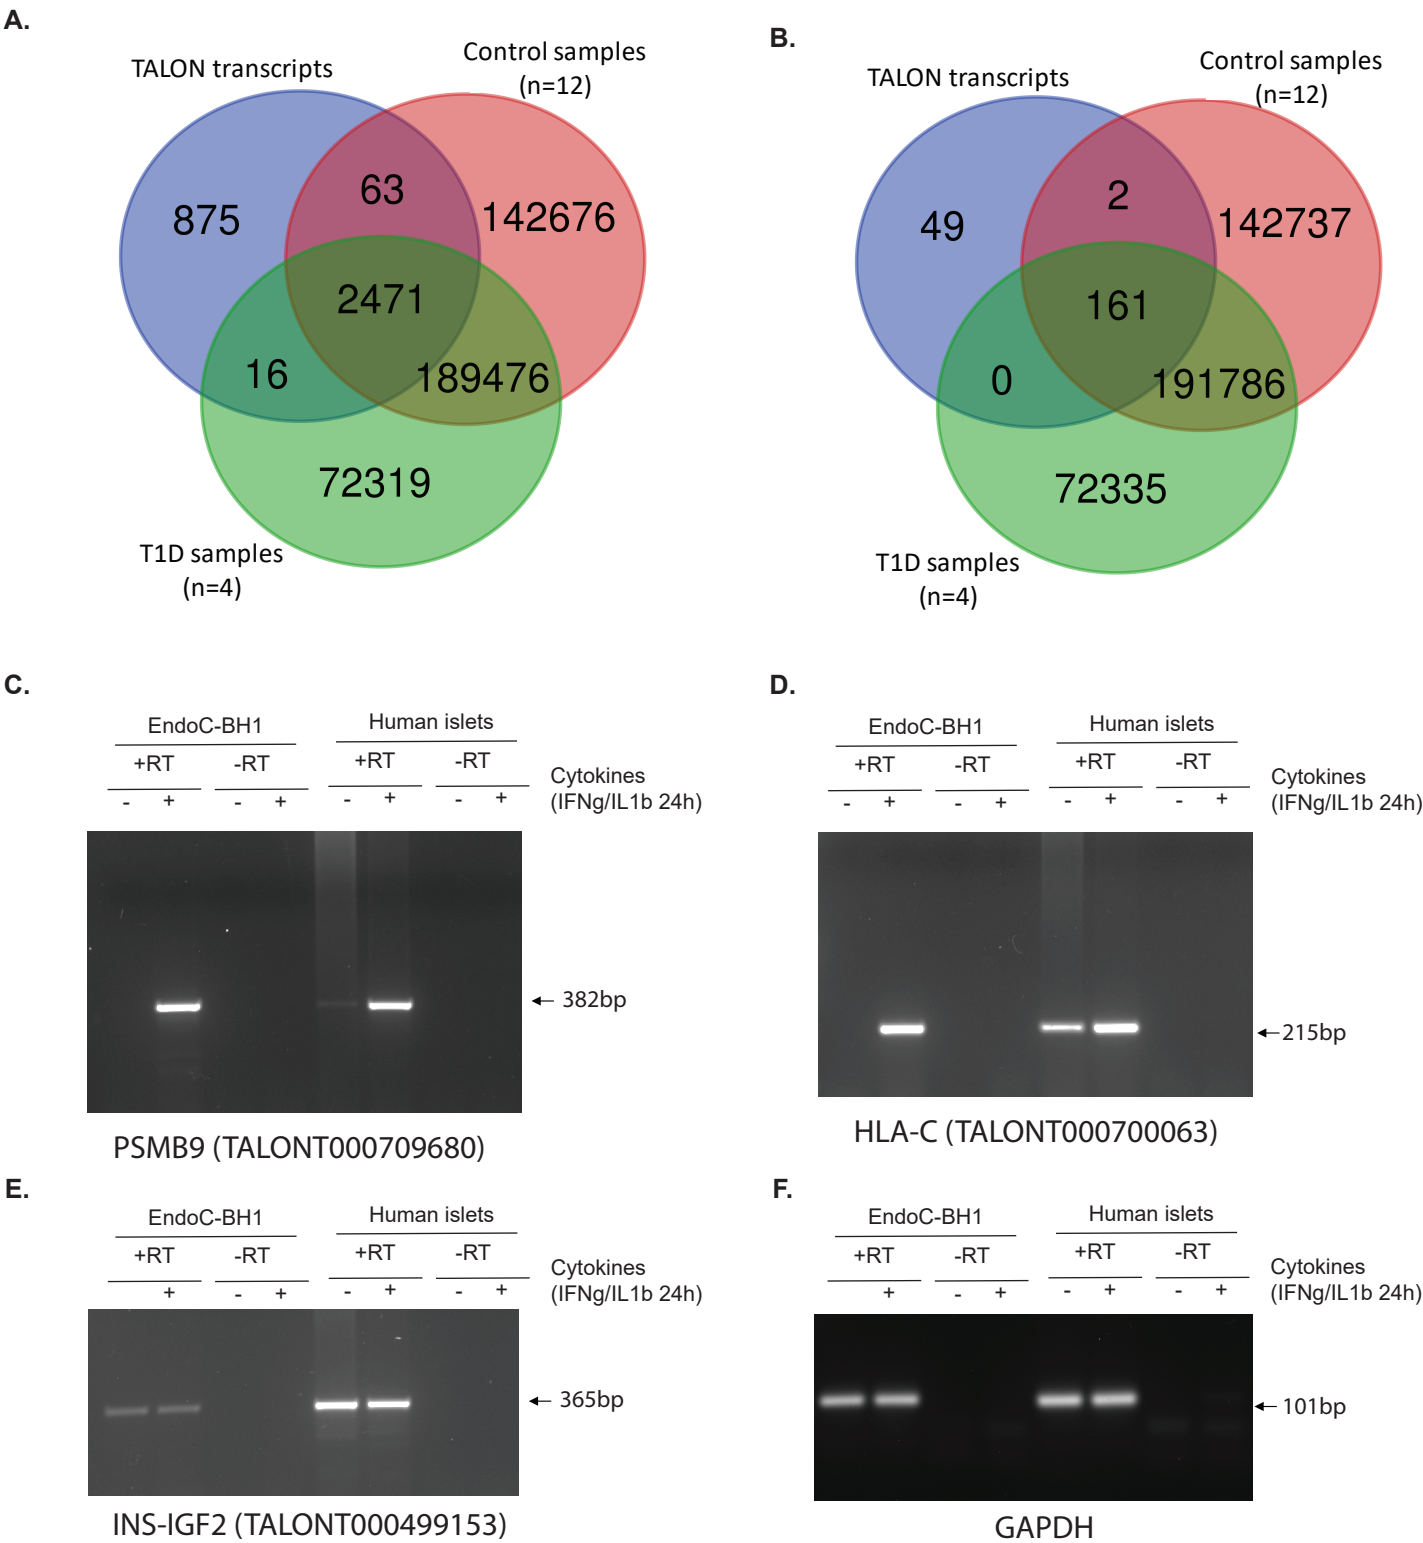 A.
TALON transcripts
Control samples
(n=12)
875
63
142676
2471
16
189476
72319
T1D samples
(n=4)
B.
TALON transcripts
Control samples
(n=12)
49
2
142737
161
0
191786
72335
T1D samples
(n=4)
C.
EndoC-BH1
Human islets
+RT
-RT
+RT
-RT
- + - + - + - +
Cytokines
(IFNg/IL1b 24h)
382bp
PSMB9 (TALONT000709680)
D.
EndoC-BH1
Human islets
+RT
-RT
+RT
-RT
- + - + - + - +
Cytokines
(IFNg/IL1b 24h)
215bp
HLA-C (TALONT000700063)
E.
EndoC-BH1
Human islets
+RT
-RT
+RT
-RT
+ - + - + - +
Cytokines
(IFNg/IL1b 24h)
365bp
INS-IGF2 (TALONT000499153)
F.
EndoC-BH1
Human islets
+RT
-RT
+RT
-RT
+ - + - + - +
Cytokines
(IFNg/IL1b 24h)
101bp
GAPDH